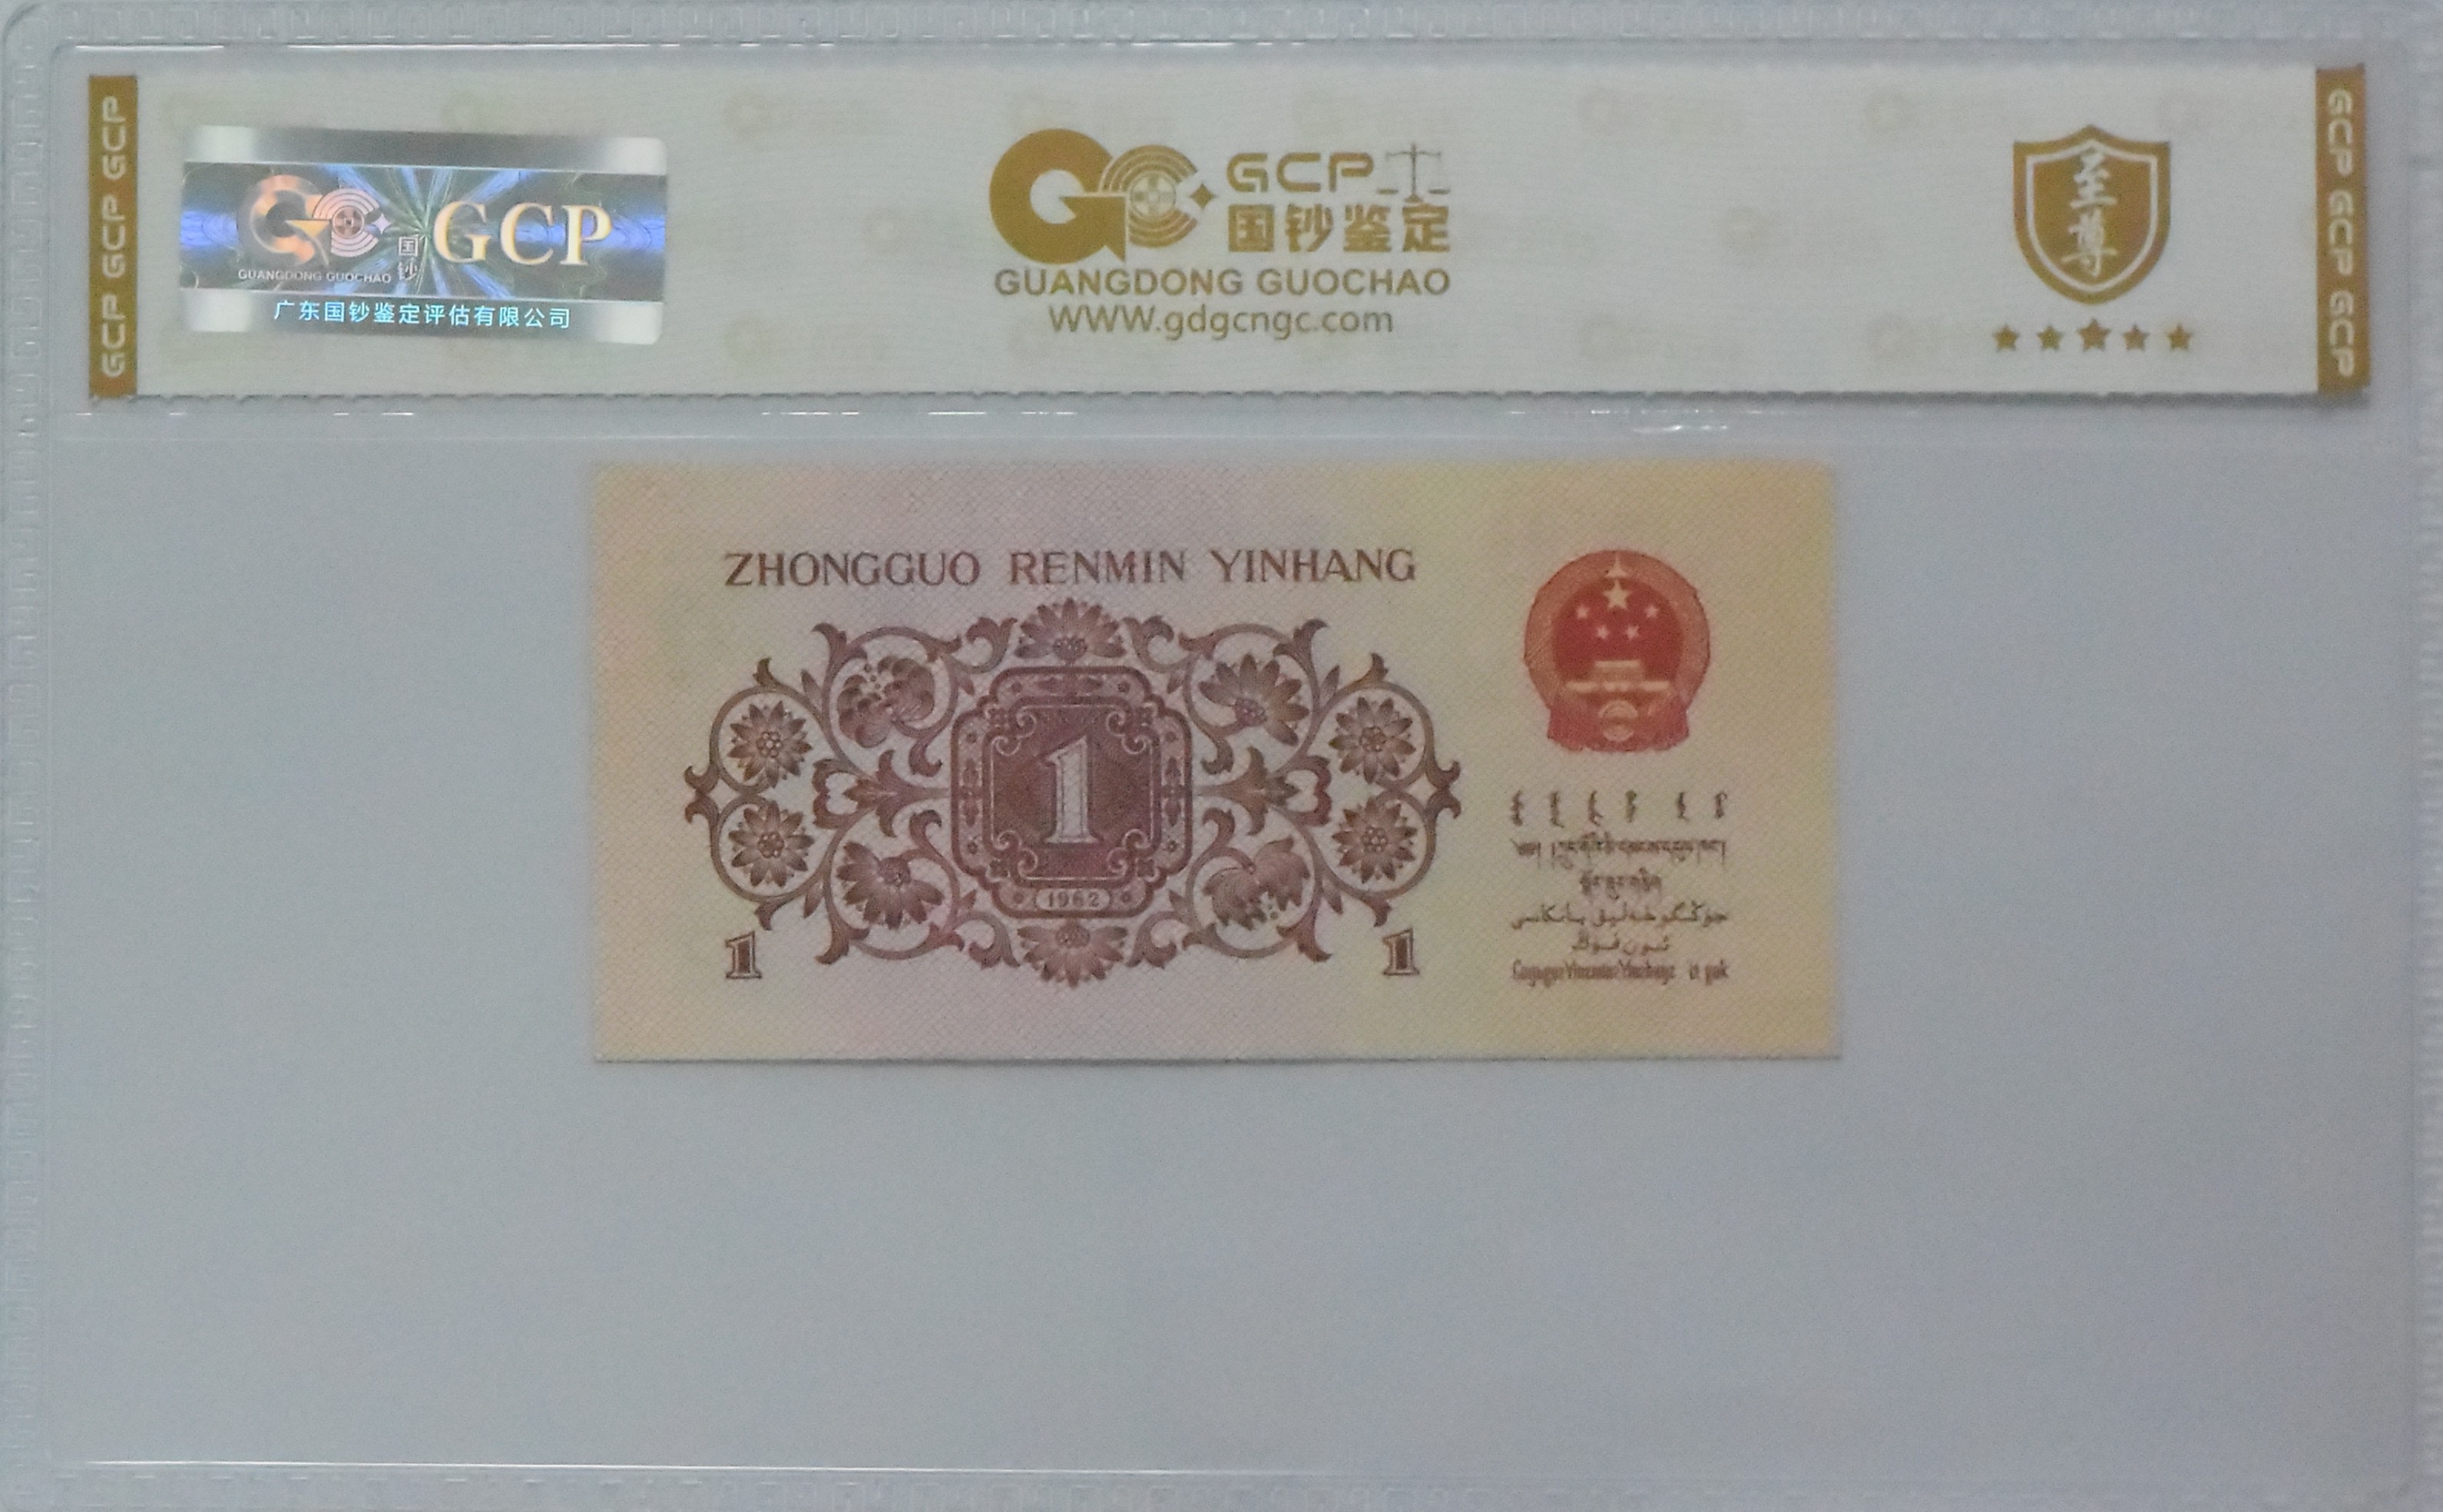 GCP GCP GCP
GUANGDONG GUOCHAO
国钞
GCP
广东国钞鉴定评估有限公司
GCP
国钞鉴定
GUANGDONG GUOCHAO
WWW.gdgcngc.com
至尊
GCP GCP GCP
ZHONGGUO RENMIN YINHANG
1
1962
1
1